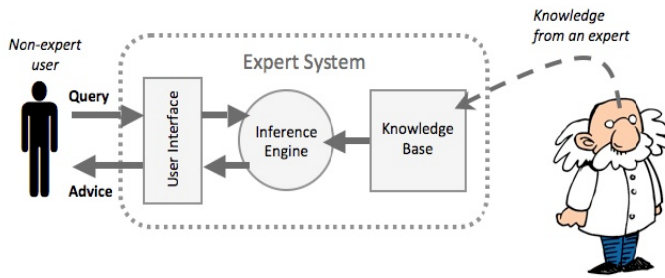 Non-expert
user
Knowledge
from an expert
Expert System
Query
User Interface
Inference
Engine
Knowledge
Base
Advice